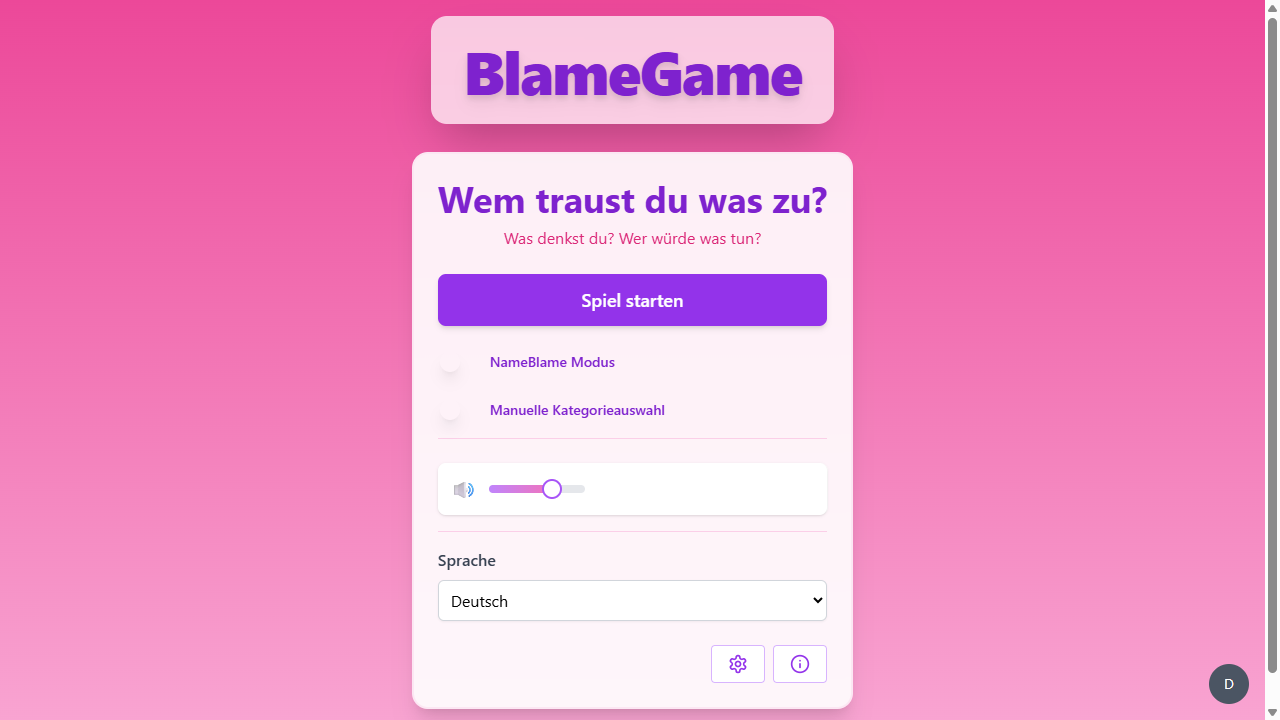 BlameGame
Wem traust du was zu?
Was denkst du? Wer würde was tun?
Spiel starten
NameBlame Modus
Manuelle Kategorieauswahl
Sprache
Deutsch
D